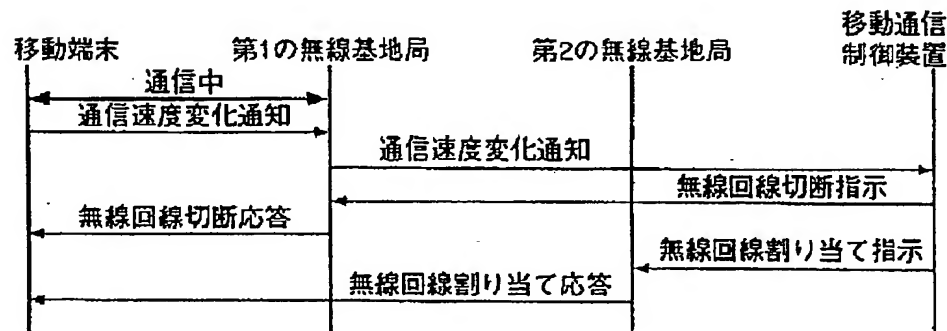 移動端末
第1の無線基地局
第2の無線基地局
移動通信
制御装置
通信中
通信速度変化通知
通信速度変化通知
無線回線切断指示
無線回線切断応答
無線回線割り当て指示
無線回線割り当て応答